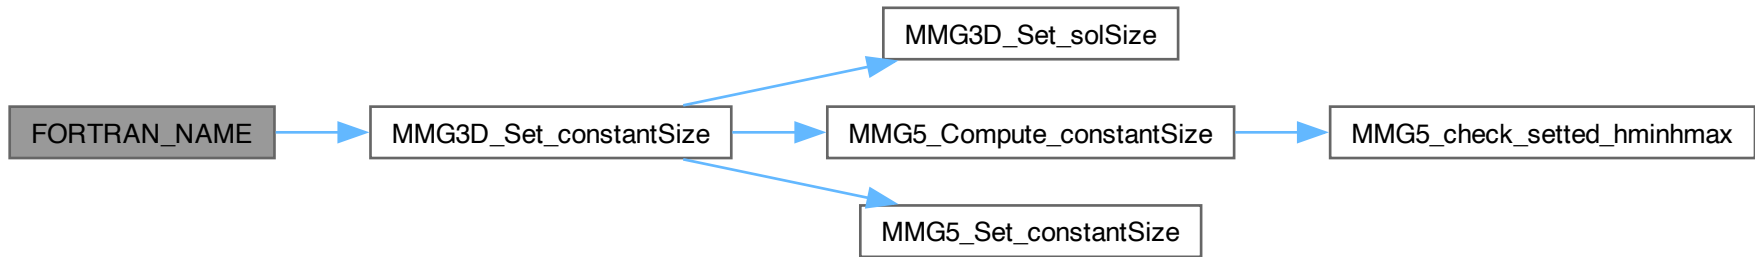 MMG3D_Set_solSize
FORTRAN_NAME
MMG3D_Set_constantSize
MMG5_Compute_constantSize
MMG5_check_setted_hminhmax
MMG5_Set_constantSize